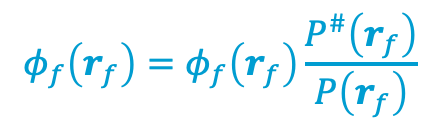 ϕ_f(r_f) = ϕ_f(r_f) P^#(r_f) / P(r_f)